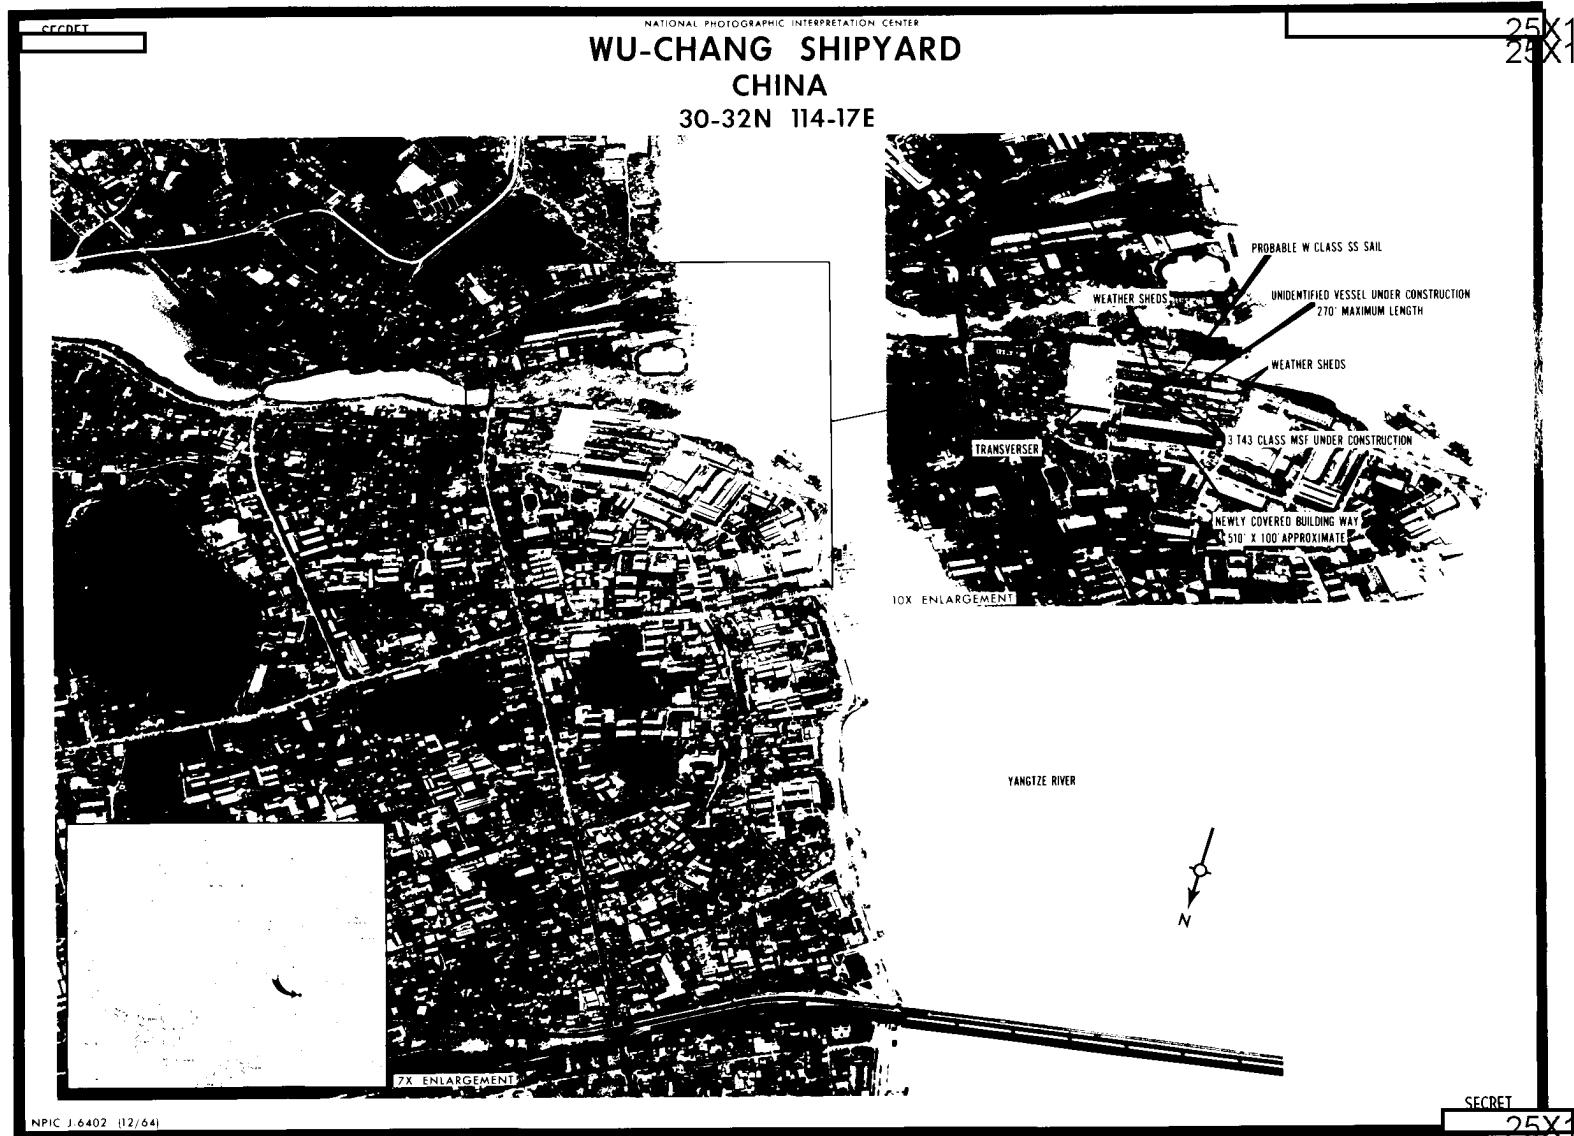 SECRET
NATIONAL PHOTOGRAPHIC INTERPRETATION CENTER
25X1
25X1
WU-CHANG SHIPYARD
CHINA
30-32N 114-17E
PROBABLE W CLASS SS SAIL
WEATHER SHEDS
UNIDENTIFIED VESSEL UNDER CONSTRUCTION
270' MAXIMUM LENGTH
WEATHER SHEDS
3 T43 CLASS MSF UNDER CONSTRUCTION
TRANSVERSER
NEWLY COVERED BUILDING WAY
510' X 100' APPROXIMATE
10X ENLARGEMENT
YANGTZE RIVER
N
7X ENLARGEMENT
SECRET
NPIC J-6402 (12/64)
25X1